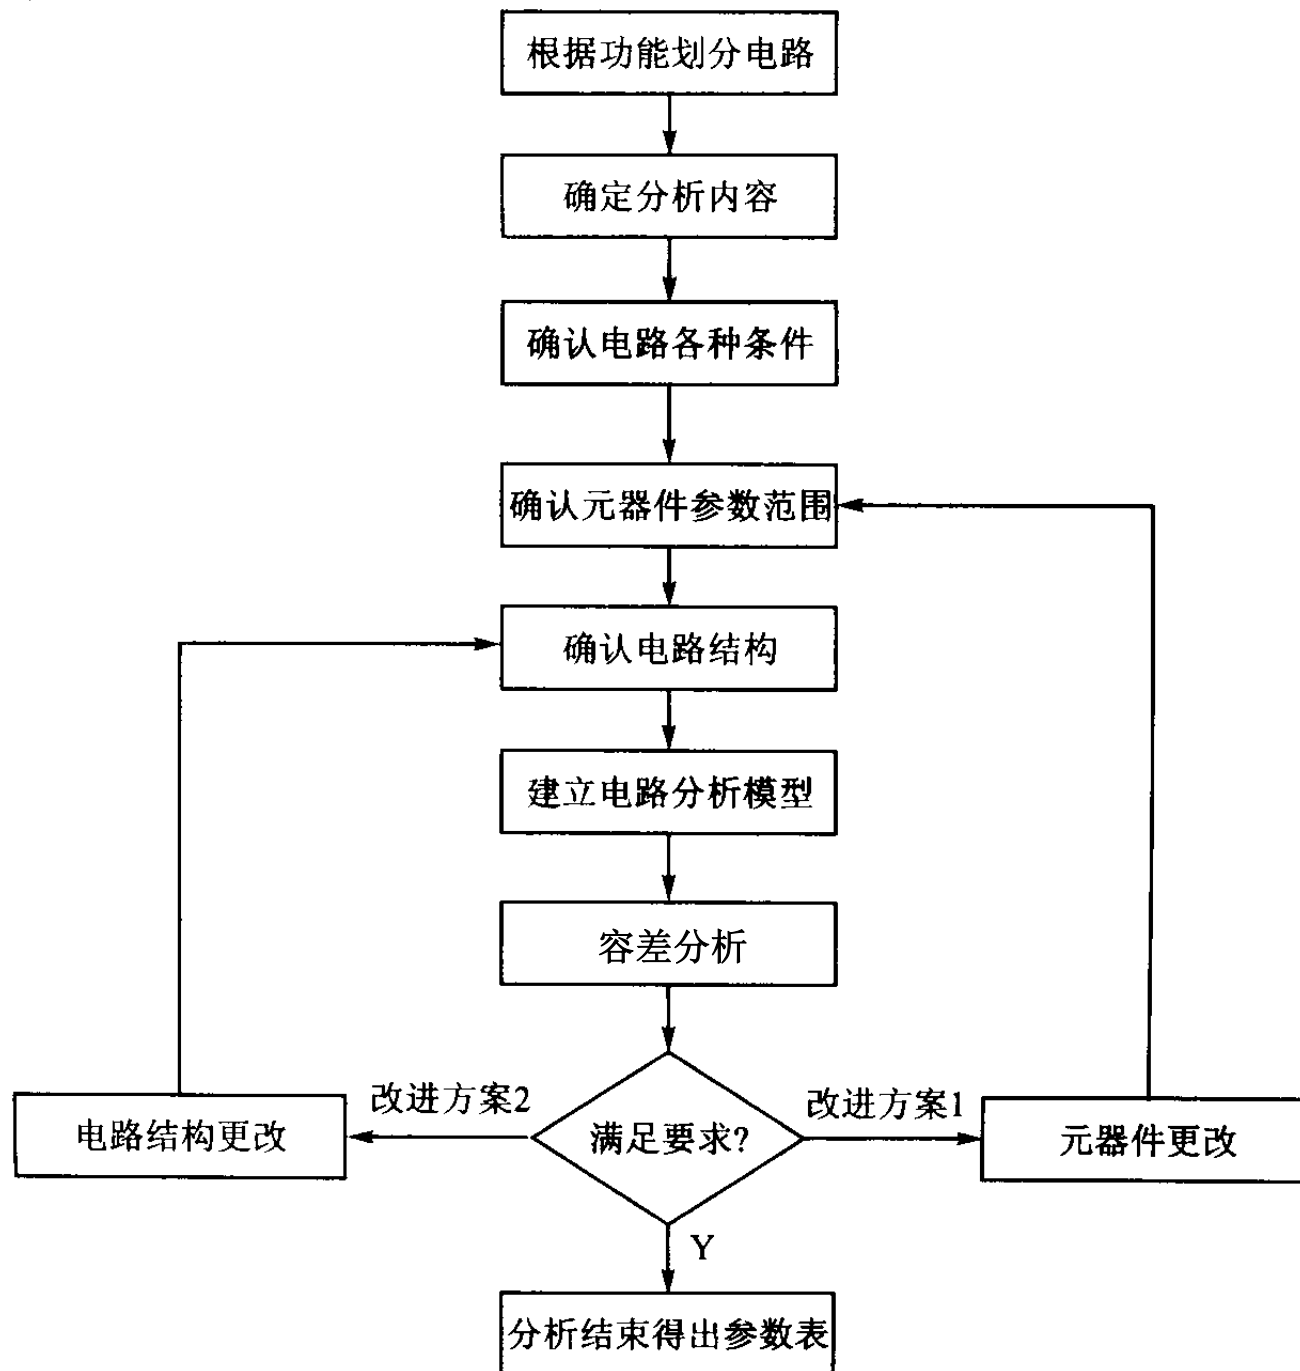 根据功能划分电路
确定分析内容
确认电路各种条件
确认元器件参数范围
确认电路结构
建立电路分析模型
容差分析
改进方案2
改进方案1
电路结构更改
满足要求?
元器件更改
Y
分析结束得出参数表